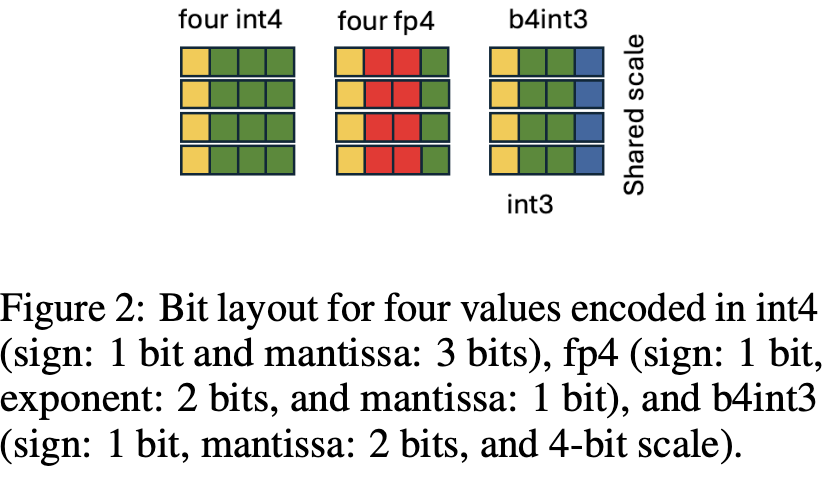 four int4
four fp4
b4int3
Shared scale
int3
Figure 2: Bit layout for four values encoded in int4
(sign: 1 bit and mantissa: 3 bits), fp4 (sign: 1 bit,
exponent: 2 bits, and mantissa: 1 bit), and b4int3
(sign: 1 bit, mantissa: 2 bits, and 4-bit scale).